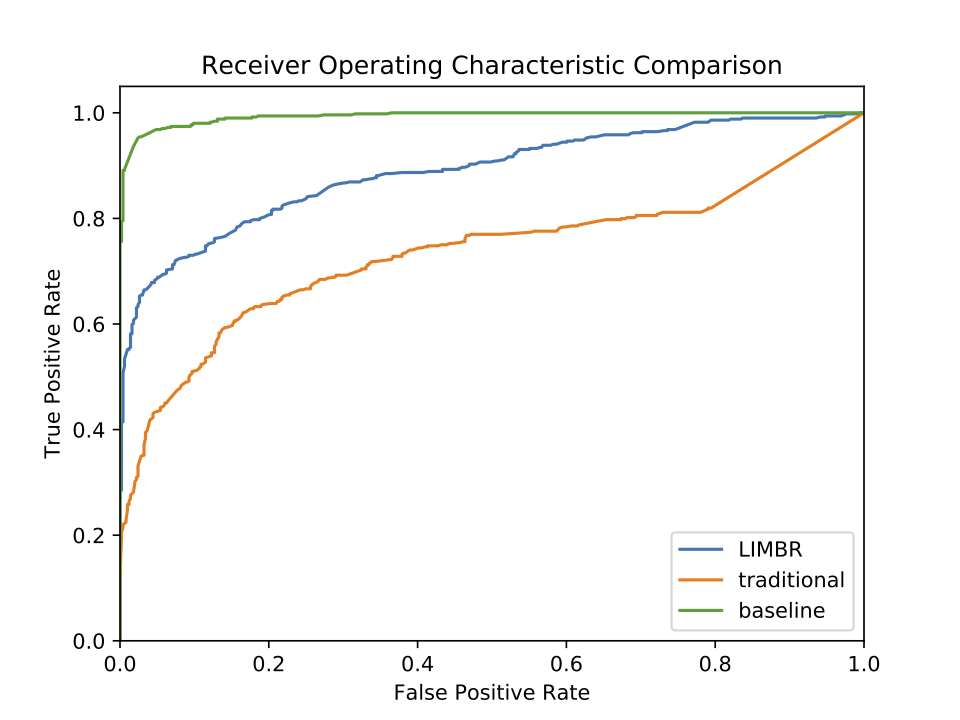 Receiver Operating Characteristic Comparison
1.0
0.8
0.6
0.4
0.2
0.0
True Positive Rate
LIMBR
traditional
baseline
0.0 0.2 0.4 0.6 0.8 1.0
False Positive Rate